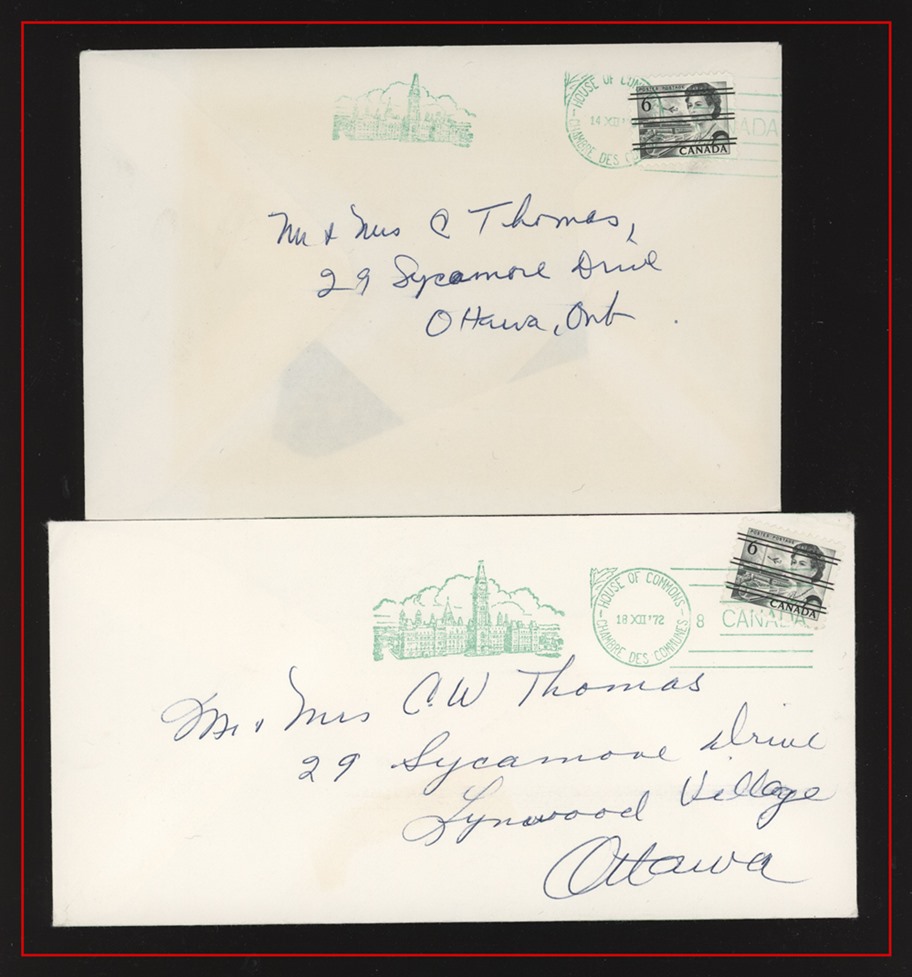 HOUSE OF COM
14 XII '
CHAMBRE DES CO
NADA
POSTES POSTAGE
6
CANADA
Mr & Mrs C Thomas,
29 Sycamore Drive
Ottawa, Ont.
HOUSE OF COMMONS
18 XII '72
CHAMBRE DES COMMUNES
8 CANADA
POSTES POSTAGE
6
CANADA
Mr & Mrs C.W Thomas
29 Sycamore Drive
Lynwood Village
Ottawa